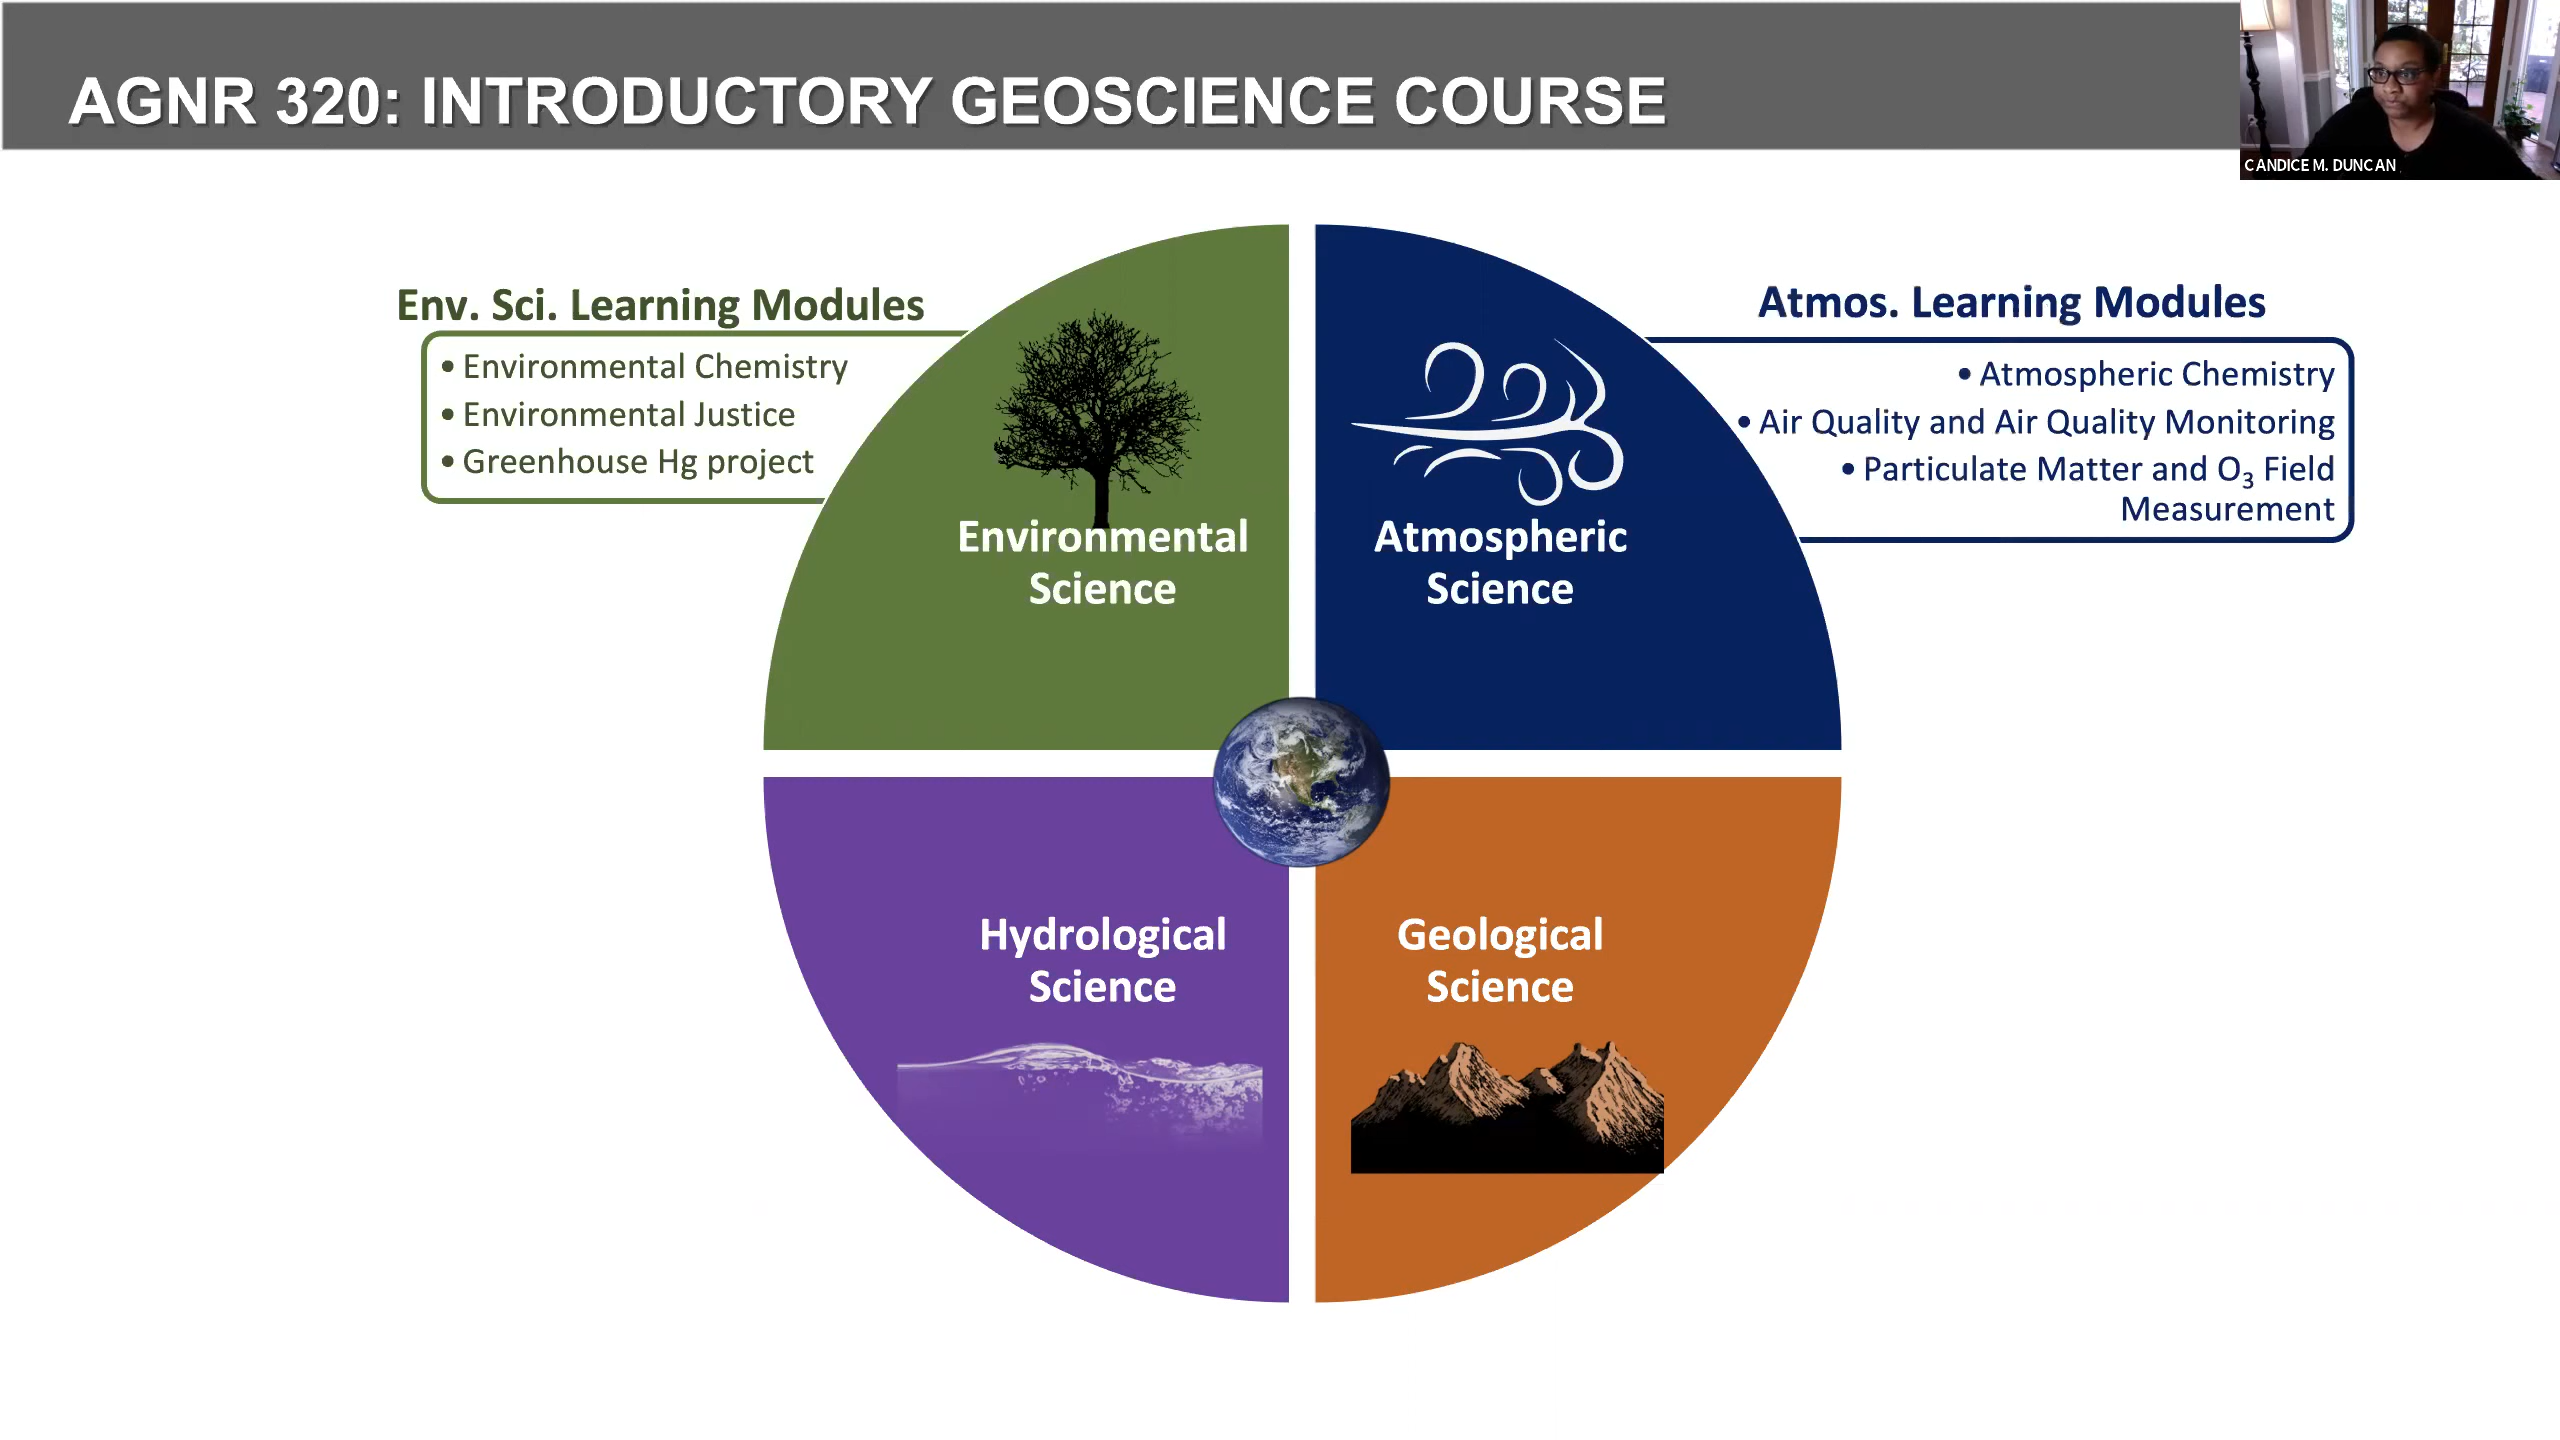 AGNR 320: INTRODUCTORY GEOSCIENCE COURSE
CANDICE M. DUNCAN
Env. Sci. Learning Modules
• Environmental Chemistry
• Environmental Justice
• Greenhouse Hg project
Atmos. Learning Modules
• Atmospheric Chemistry
• Air Quality and Air Quality Monitoring
• Particulate Matter and O₃ Field
Measurement
Environmental
Science
Atmospheric
Science
Hydrological
Science
Geological
Science